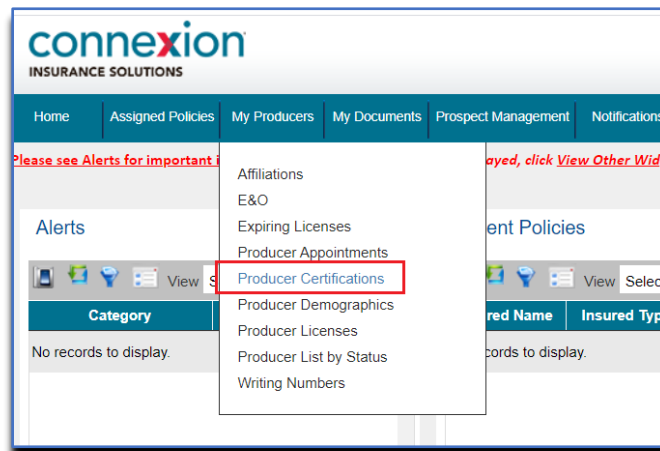 connexion
INSURANCE SOLUTIONS
Home Assigned Policies My Producers My Documents Prospect Management Notifications
Please see Alerts for important ayed, click View Other Wid
Affiliations
E&O
Expiring Licenses
Producer Appointments
Producer Certifications
Producer Demographics
Producer Licenses
Producer List by Status
Writing Numbers
Alerts
View S
Category
No records to display.
ent Policies
View Selec
red Name Insured Typ
cords to display.